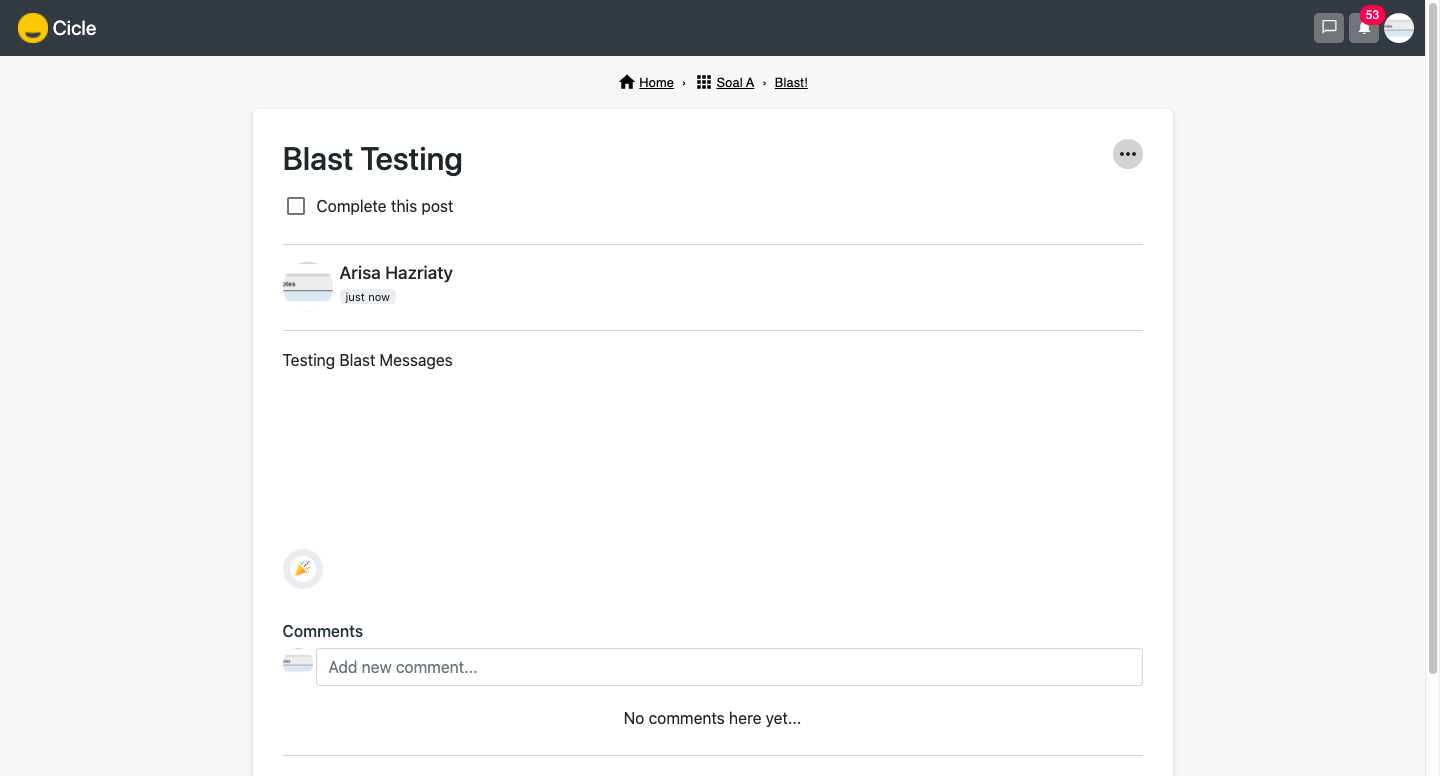 Cicle
53
Home › Soal A › Blast!
Blast Testing
Complete this post
Arisa Hazriaty
just now
Testing Blast Messages
Comments
Add new comment...
No comments here yet...